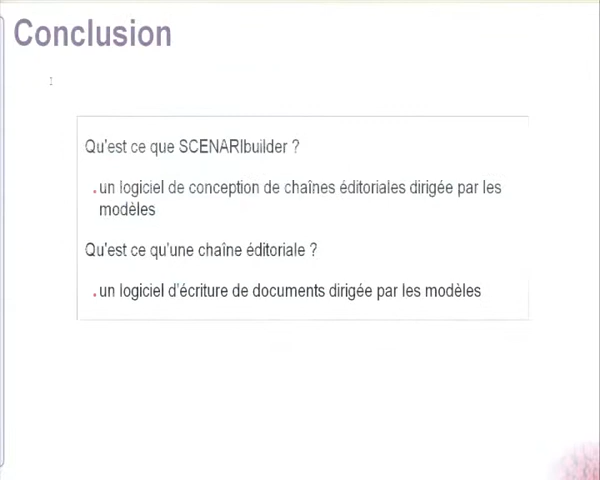 Conclusion
Qu'est ce que SCENARIbuilder ?
un logiciel de conception de chaînes éditoriales dirigée par les
modèles
Qu'est ce qu'une chaîne éditoriale ?
un logiciel d'écriture de documents dirigée par les modèles